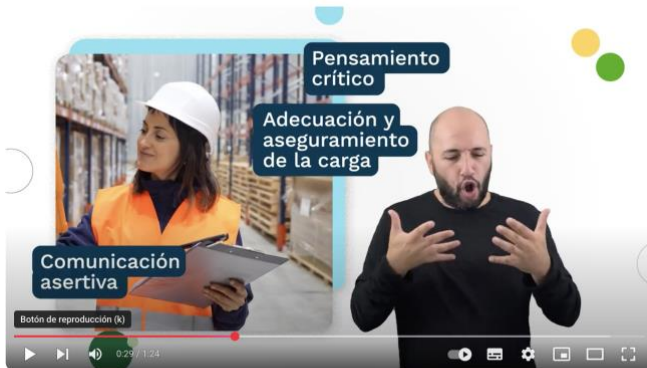 Pensamiento
crítico
Adecuación y
aseguramiento
de la carga
Comunicación
asertiva
Botón de reproducción (k)
0:29 / 1:24